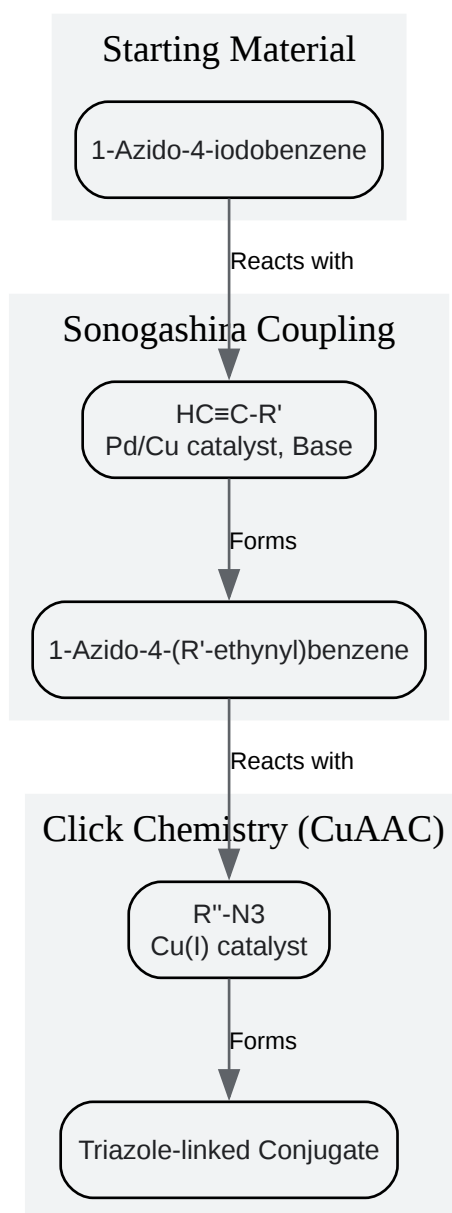 Starting Material
1-Azido-4-iodobenzene
Reacts with
Sonogashira Coupling
HC≡C-R'
Pd/Cu catalyst, Base
Forms
1-Azido-4-(R'-ethynyl)benzene
Reacts with
Click Chemistry (CuAAC)
R''-N3
Cu(I) catalyst
Forms
Triazole-linked Conjugate